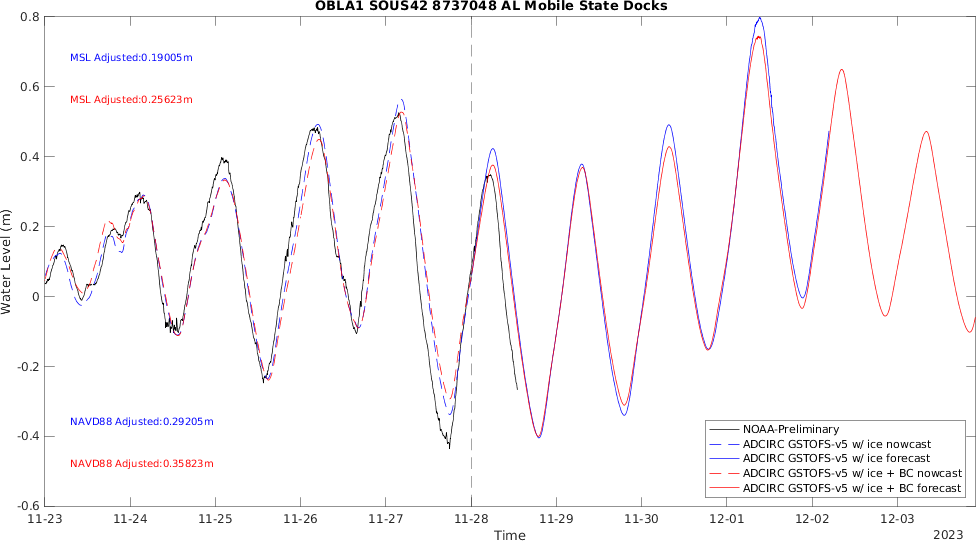 OBLA1 SOUS42 8737048 AL Mobile State Docks
MSL Adjusted:0.19005m
MSL Adjusted:0.25623m
NAVD88 Adjusted:0.29205m
NAVD88 Adjusted:0.35823m
Water Level (m)
0.8
0.6
0.4
0.2
0
-0.2
-0.4
-0.6
NOAA-Preliminary
ADCIRC GSTOFS-v5 w/ ice nowcast
ADCIRC GSTOFS-v5 w/ ice forecast
ADCIRC GSTOFS-v5 w/ ice + BC nowcast
ADCIRC GSTOFS-v5 w/ ice + BC forecast
11-23 11-24 11-25 11-26 11-27 11-28 11-29 11-30 12-01 12-02 12-03
Time
2023